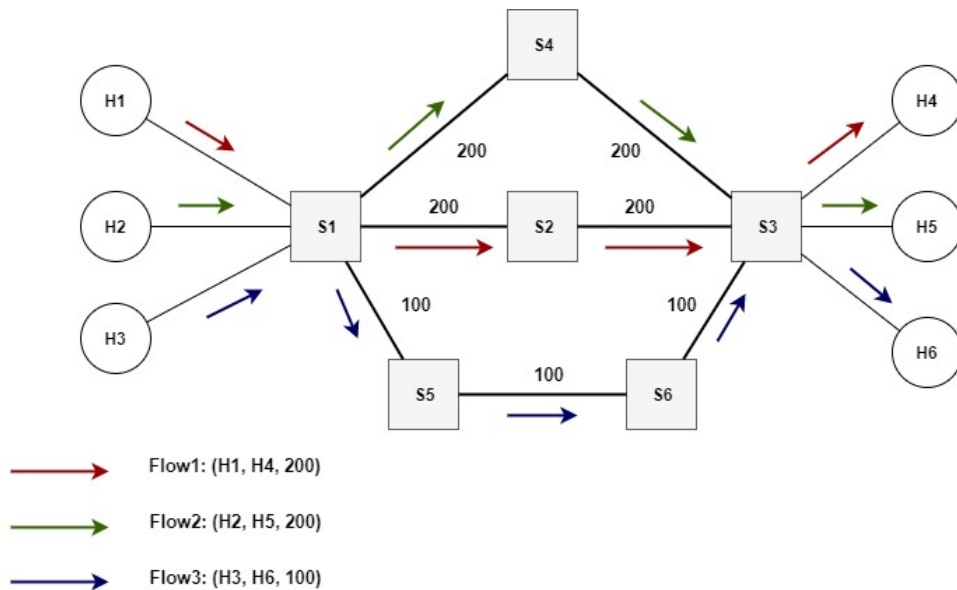 S4
H1
H4
200
200
200
200
H2
S1
S2
S3
H5
100
100
H3
H6
100
S5
S6
Flow1: (H1, H4, 200)
Flow2: (H2, H5, 200)
Flow3: (H3, H6, 100)